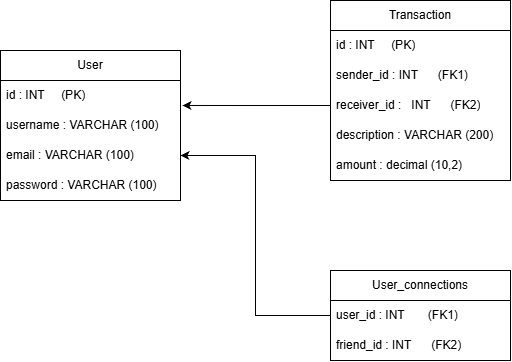 User
id : INT (PK)
username : VARCHAR (100)
email : VARCHAR (100)
password : VARCHAR (100)
Transaction
id : INT (PK)
sender_id : INT (FK1)
receiver_id : INT (FK2)
description : VARCHAR (200)
amount : decimal (10,2)
User_connections
user_id : INT (FK1)
friend_id : INT (FK2)